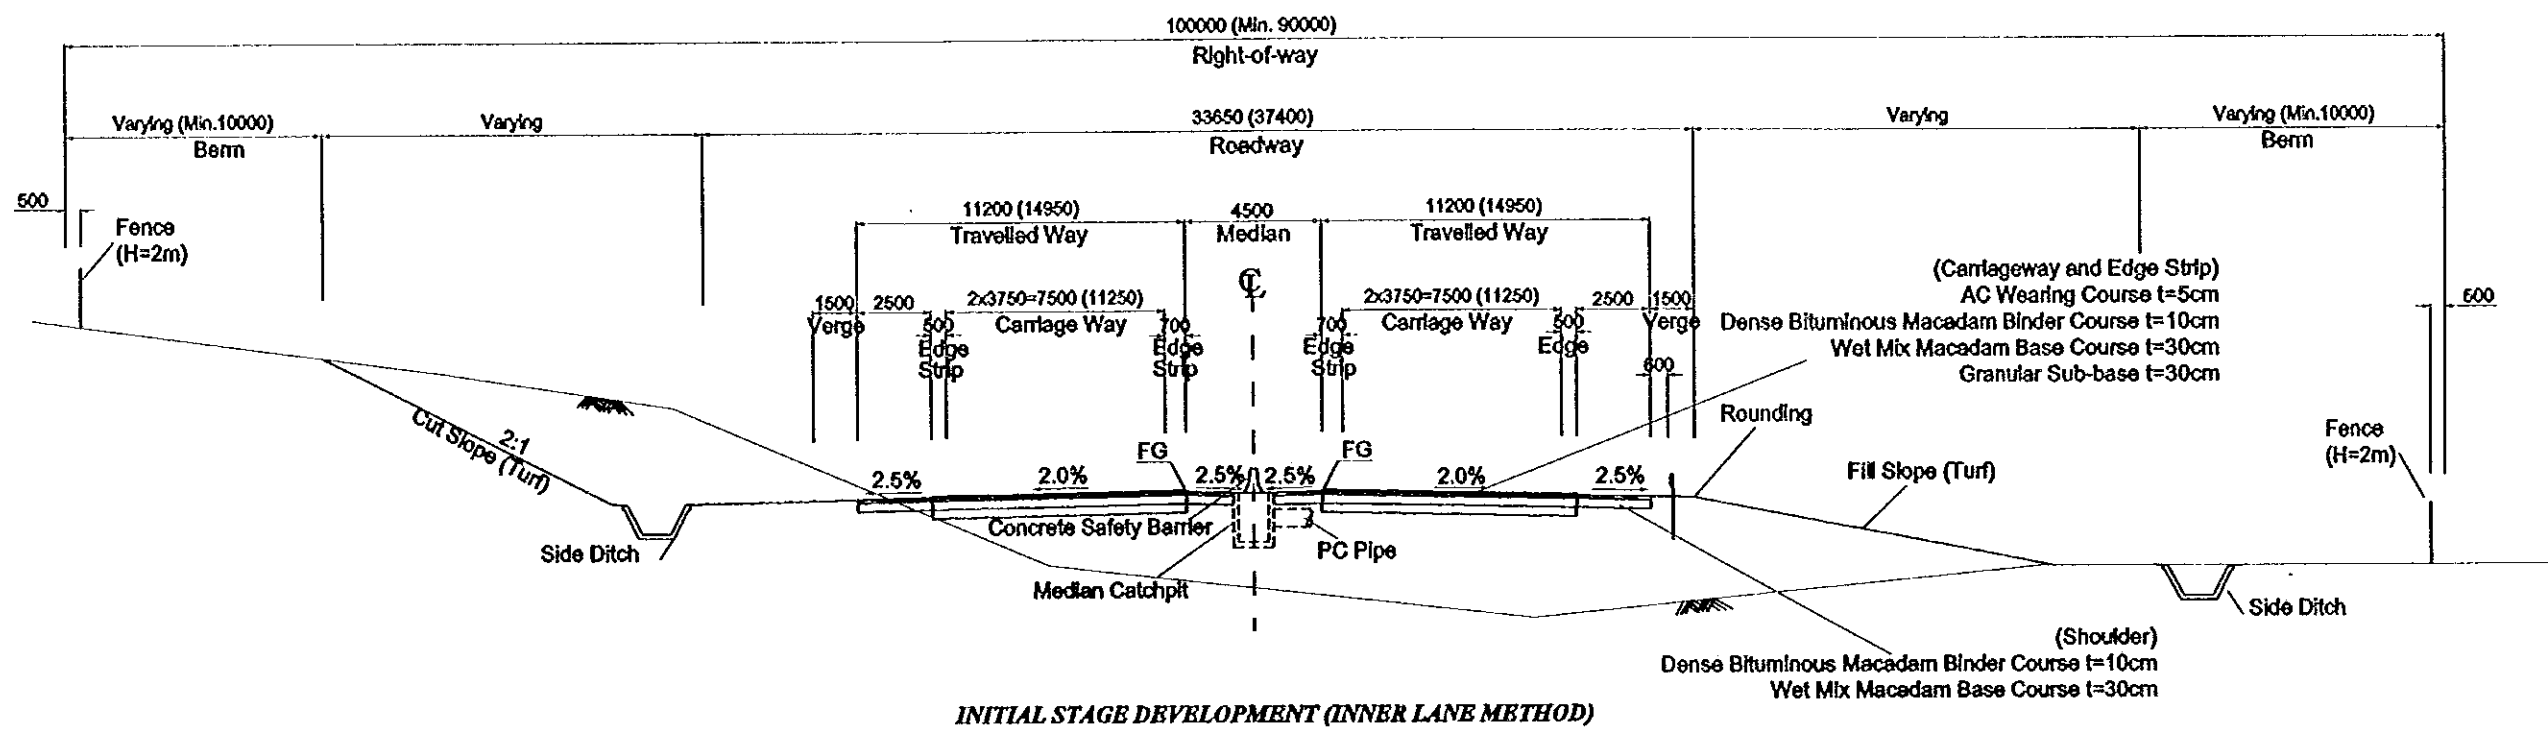 100000 (Min. 90000)
Right-of-way
Varying (Min.10000)
Berm
Varying
33650 (37400)
Roadway
Varying
Varying (Min.10000)
Berm
500
Fence
(H=2m)
11200 (14950)
Travelled Way
4500
Median
11200 (14950)
Travelled Way
CL
1500
Verge
2500
500
Edge
Strip
2x3750=7500 (11250)
Carriage Way
700
Edge
Strip
700
Edge
Strip
2x3750=7500 (11250)
Carriage Way
500
Edge
2500
1500
Verge
600
(Carriageway and Edge Strip)
AC Wearing Course t=5cm
Dense Bituminous Macadam Binder Course t=10cm
Wet Mix Macadam Base Course t=30cm
Granular Sub-base t=30cm
500
2:1
Cut Slope (Turf)
Side Ditch
FG
FG
2.5%
2.0%
2.5%
2.5%
2.0%
2.5%
Rounding
Fill Slope (Turf)
Fence
(H=2m)
Concrete Safety Barrier
PC Pipe
Median Catchpit
Side Ditch
(Shoulder)
Dense Bituminous Macadam Binder Course t=10cm
Wet Mix Macadam Base Course t=30cm
INITIAL STAGE DEVELOPMENT (INNER LANE METHOD)